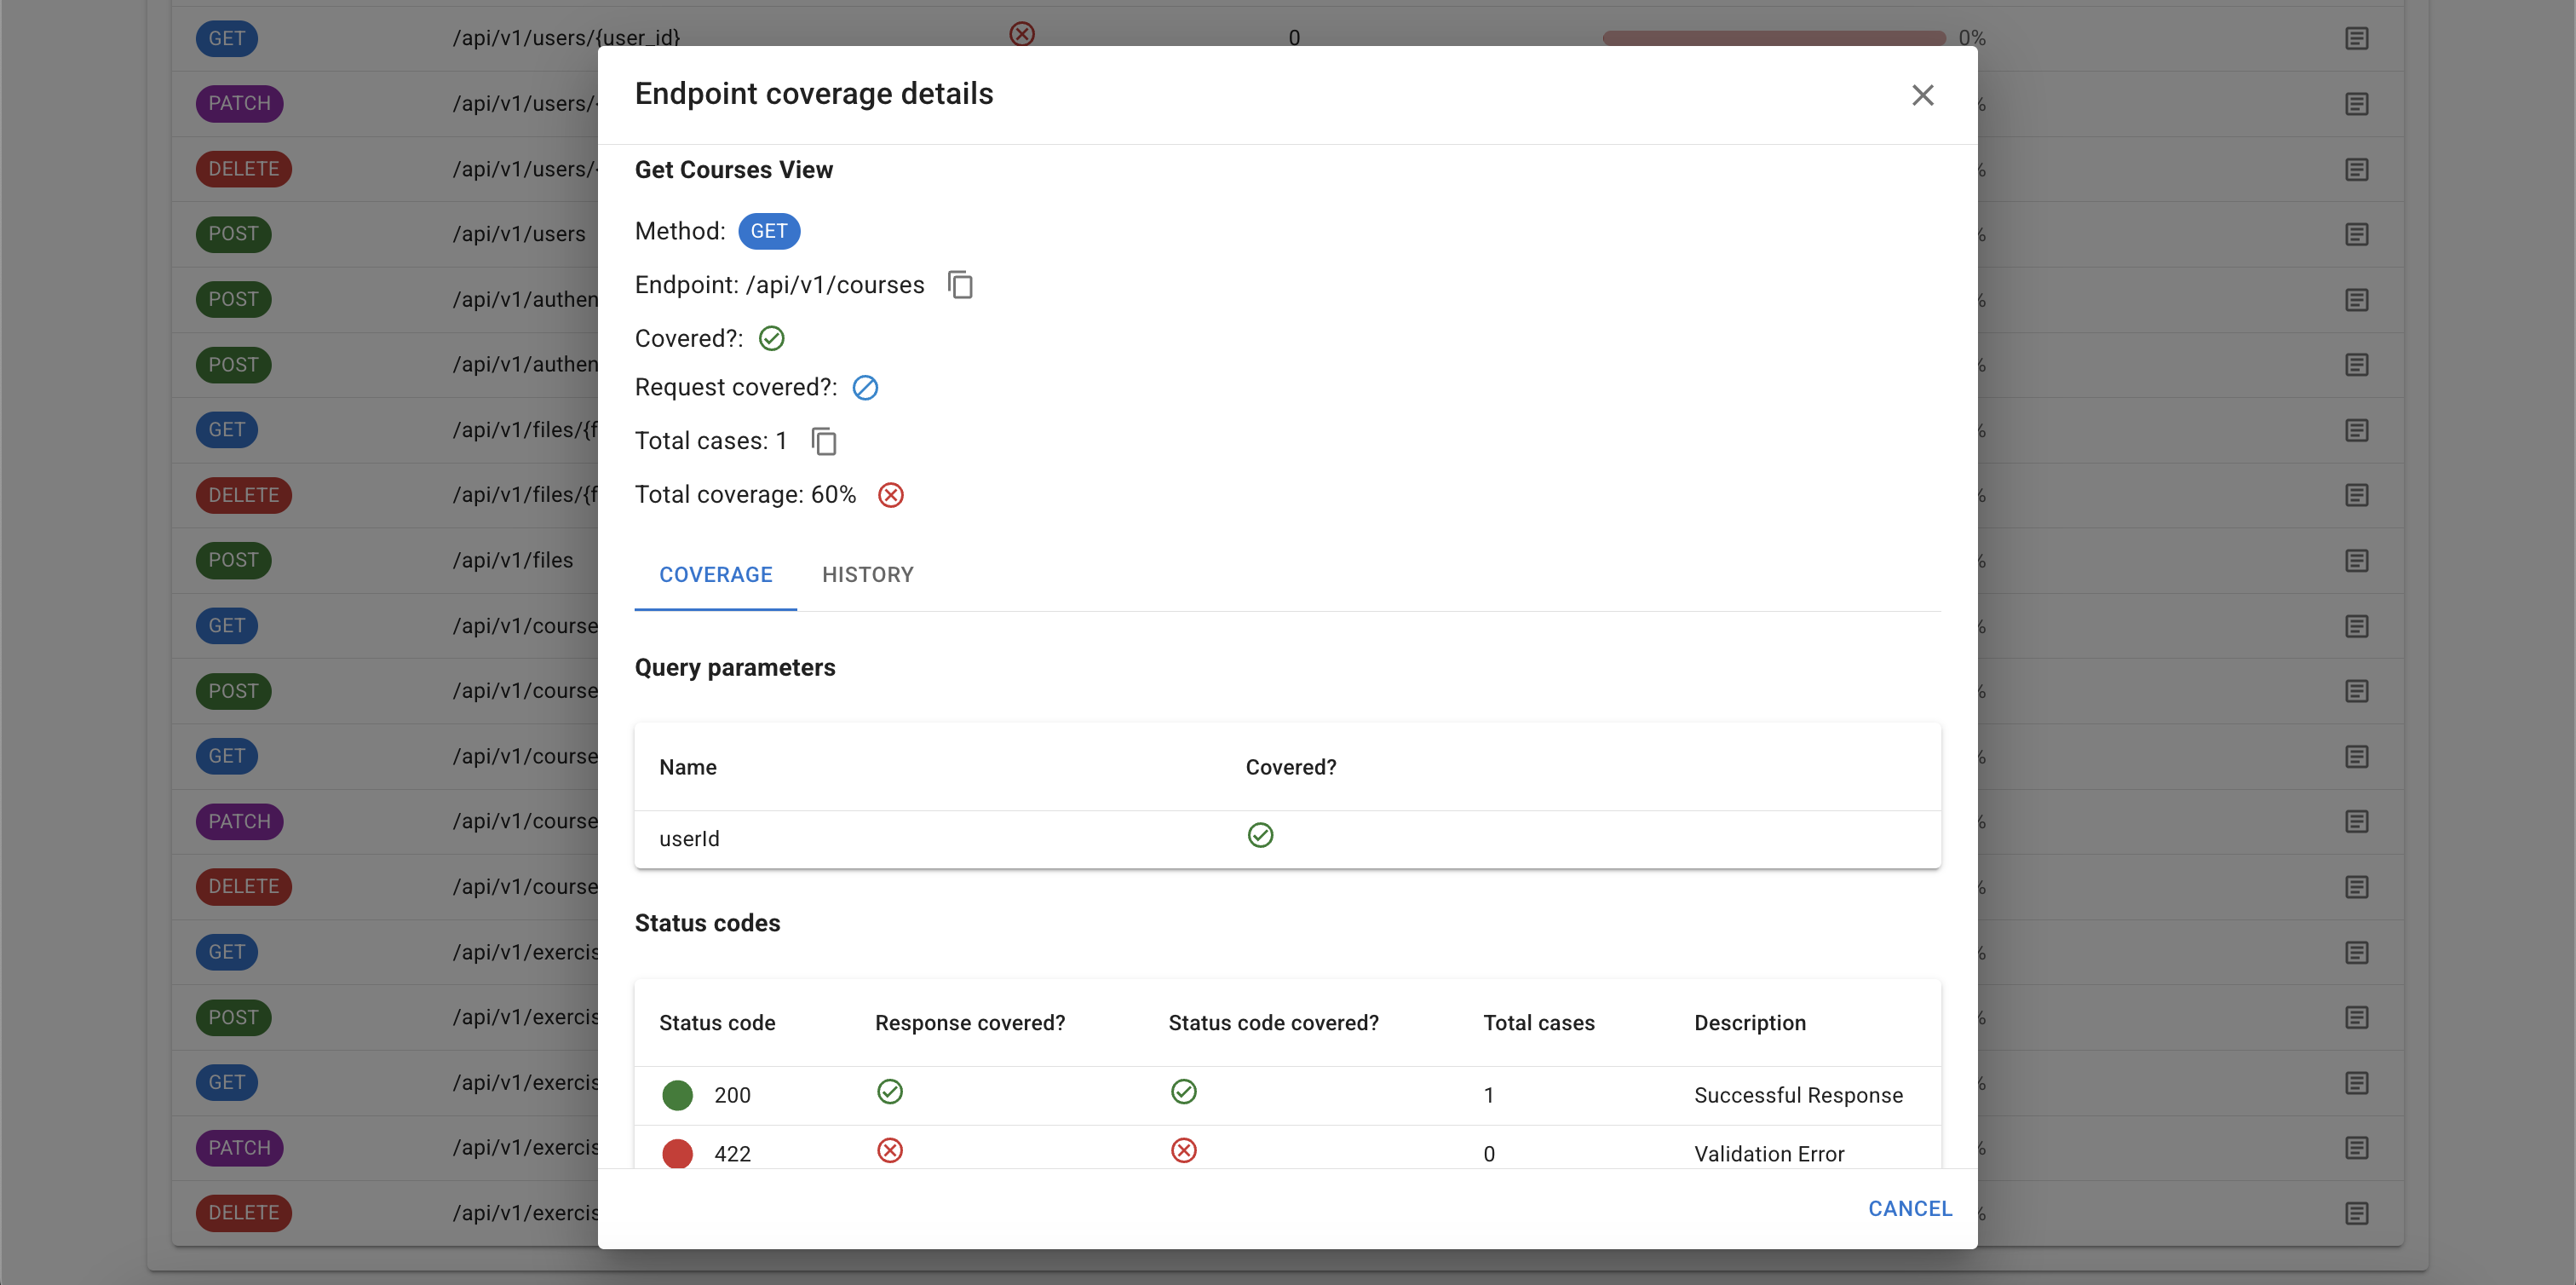 GET /api/v1/users/{user_id} 0 0%
PATCH /api/v1/users/
DELETE /api/v1/users/
POST /api/v1/users
POST /api/v1/authen
POST /api/v1/authen
GET /api/v1/files/{f
DELETE /api/v1/files/{f
POST /api/v1/files
GET /api/v1/course
POST /api/v1/course
GET /api/v1/course
PATCH /api/v1/course
DELETE /api/v1/course
GET /api/v1/exercis
POST /api/v1/exercis
GET /api/v1/exercis
PATCH /api/v1/exercis
DELETE /api/v1/exercis
Endpoint coverage details
Get Courses View
Method: GET
Endpoint: /api/v1/courses
Covered?:
Request covered?:
Total cases: 1
Total coverage: 60%
COVERAGE HISTORY
Query parameters
Name Covered?
userId
Status codes
Status code Response covered? Status code covered? Total cases Description
200 1 Successful Response
422 0 Validation Error
CANCEL